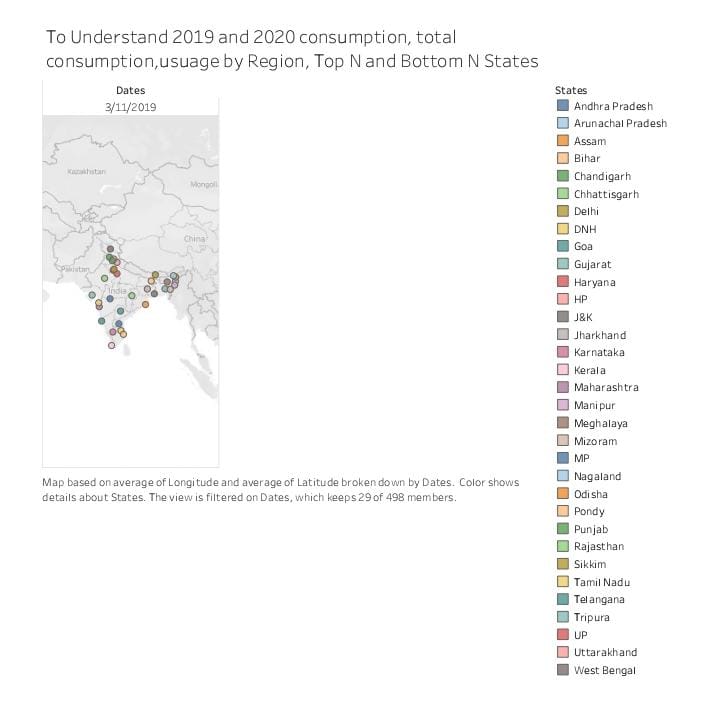 To Understand 2019 and 2020 consumption, total
consumption,usuage by Region, Top N and Bottom N States
Dates
3/11/2019
Kazakhstan
Mongoli
China
Pakistan
India
Map based on average of Longitude and average of Latitude broken down by Dates. Color shows
details about States. The view is filtered on Dates, which keeps 29 of 498 members.
States
Andhra Pradesh
Arunachal Pradesh
Assam
Bihar
Chandigarh
Chhattisgarh
Delhi
DNH
Goa
Gujarat
Haryana
HP
J&K
Jharkhand
Karnataka
Kerala
Maharashtra
Manipur
Meghalaya
Mizoram
MP
Nagaland
Odisha
Pondy
Punjab
Rajasthan
Sikkim
Tamil Nadu
Telangana
Tripura
UP
Uttarakhand
West Bengal